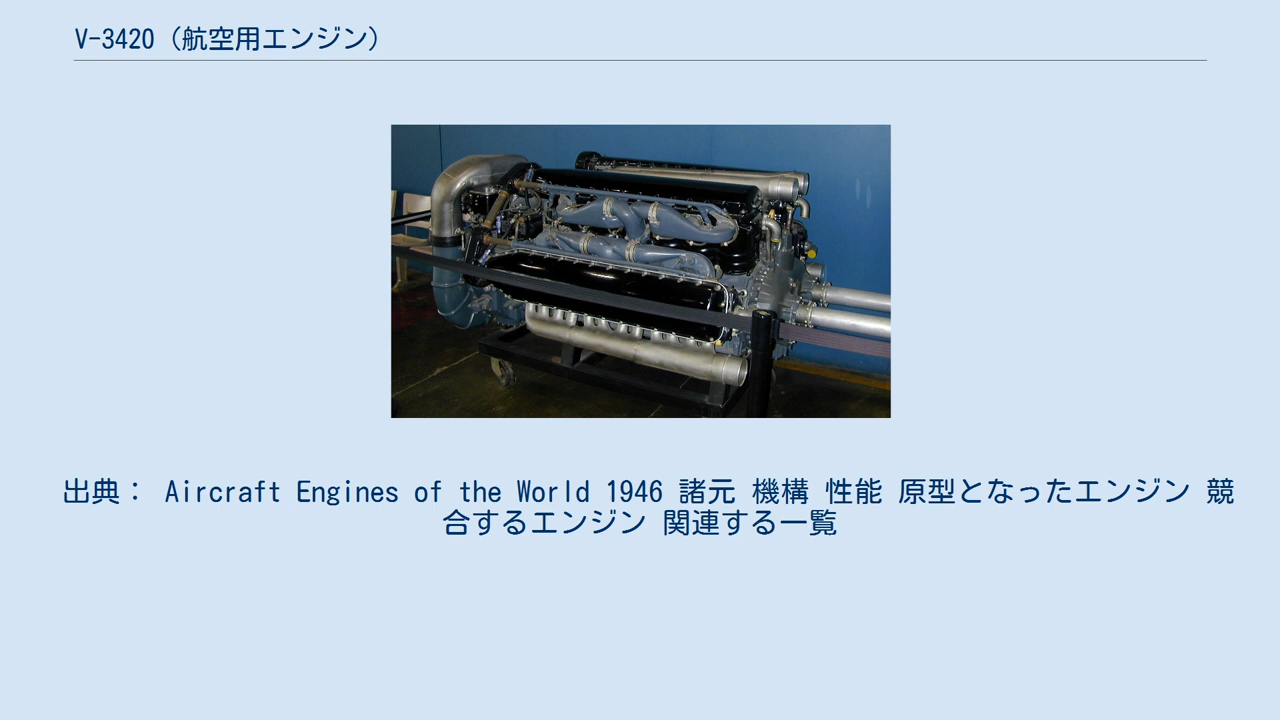 V-3420（航空用エンジン）
出典： Aircraft Engines of the World 1946 諸元 機構 性能 原型となったエンジン 競
合するエンジン 関連する一覧